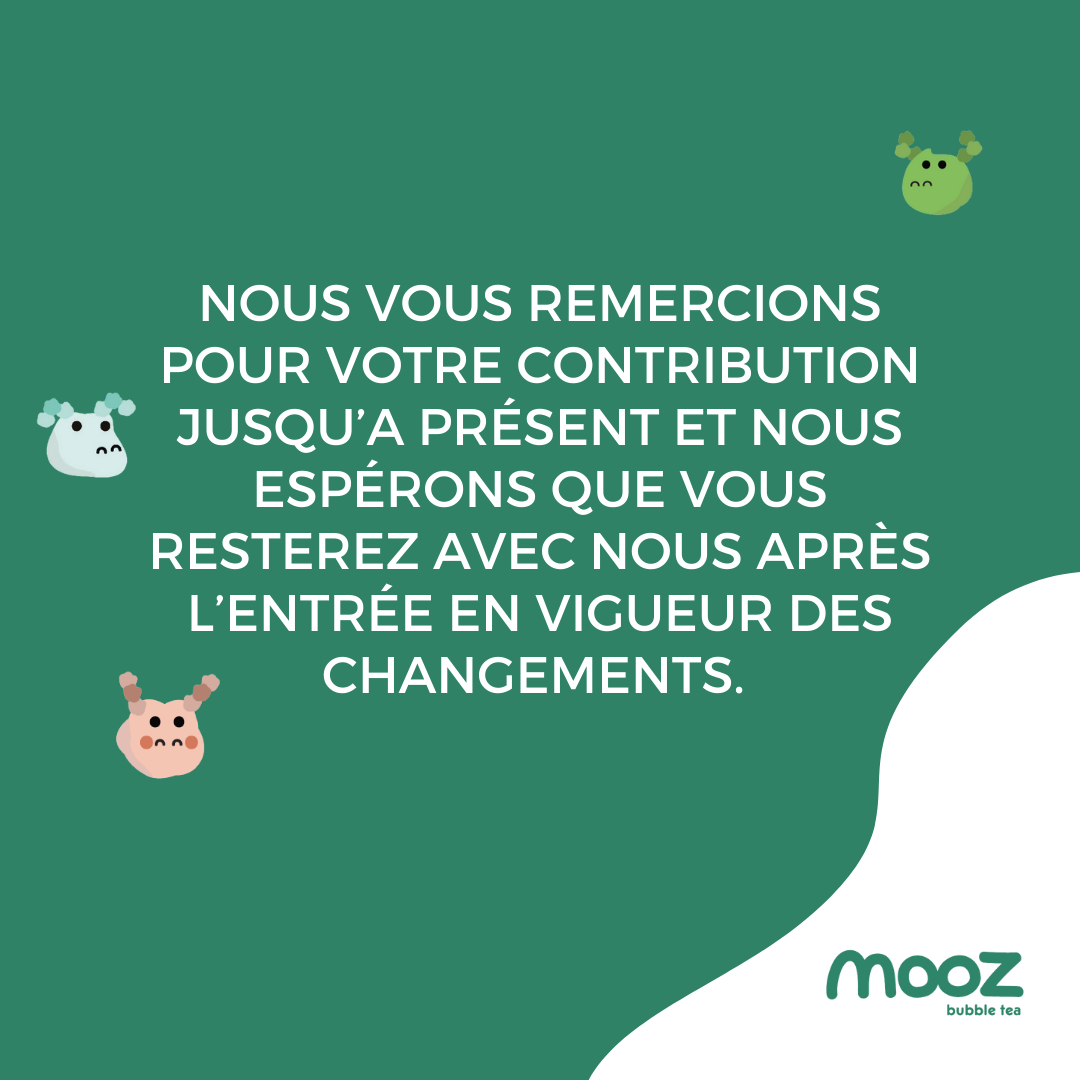 NOUS VOUS REMERCIONS
POUR VOTRE CONTRIBUTION
JUSQU’A PRÉSENT ET NOUS
ESPÉRONS QUE VOUS
RESTEREZ AVEC NOUS APRÈS
L’ENTRÉE EN VIGUEUR DES
CHANGEMENTS.
mooz
bubble tea